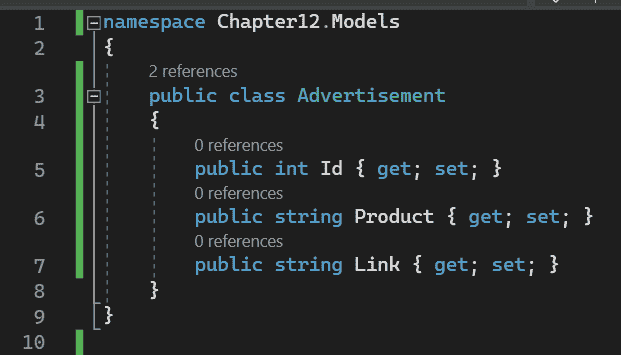 1 namespace Chapter12.Models
2 {
2 references
3 public class Advertisement
4 {
0 references
5 public int Id { get; set; }
0 references
6 public string Product { get; set; }
0 references
7 public string Link { get; set; }
8 }
9 }
10